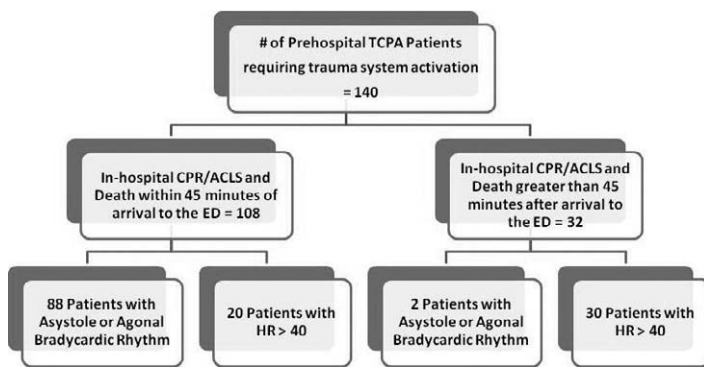 # of Prehospital TCPA Patients
requiring trauma system activation
= 140
In-hospital CPR/ACLS and
Death within 45 minutes of
arrival to the ED = 108
In-hospital CPR/ACLS and
Death greater than 45
minutes after arrival to
the ED = 32
88 Patients with
Asystole or Agonal
Bradycardic Rhythm
20 Patients with
HR > 40
2 Patients with
Asystole or Agonal
Bradycardic Rhythm
30 Patients with
HR > 40